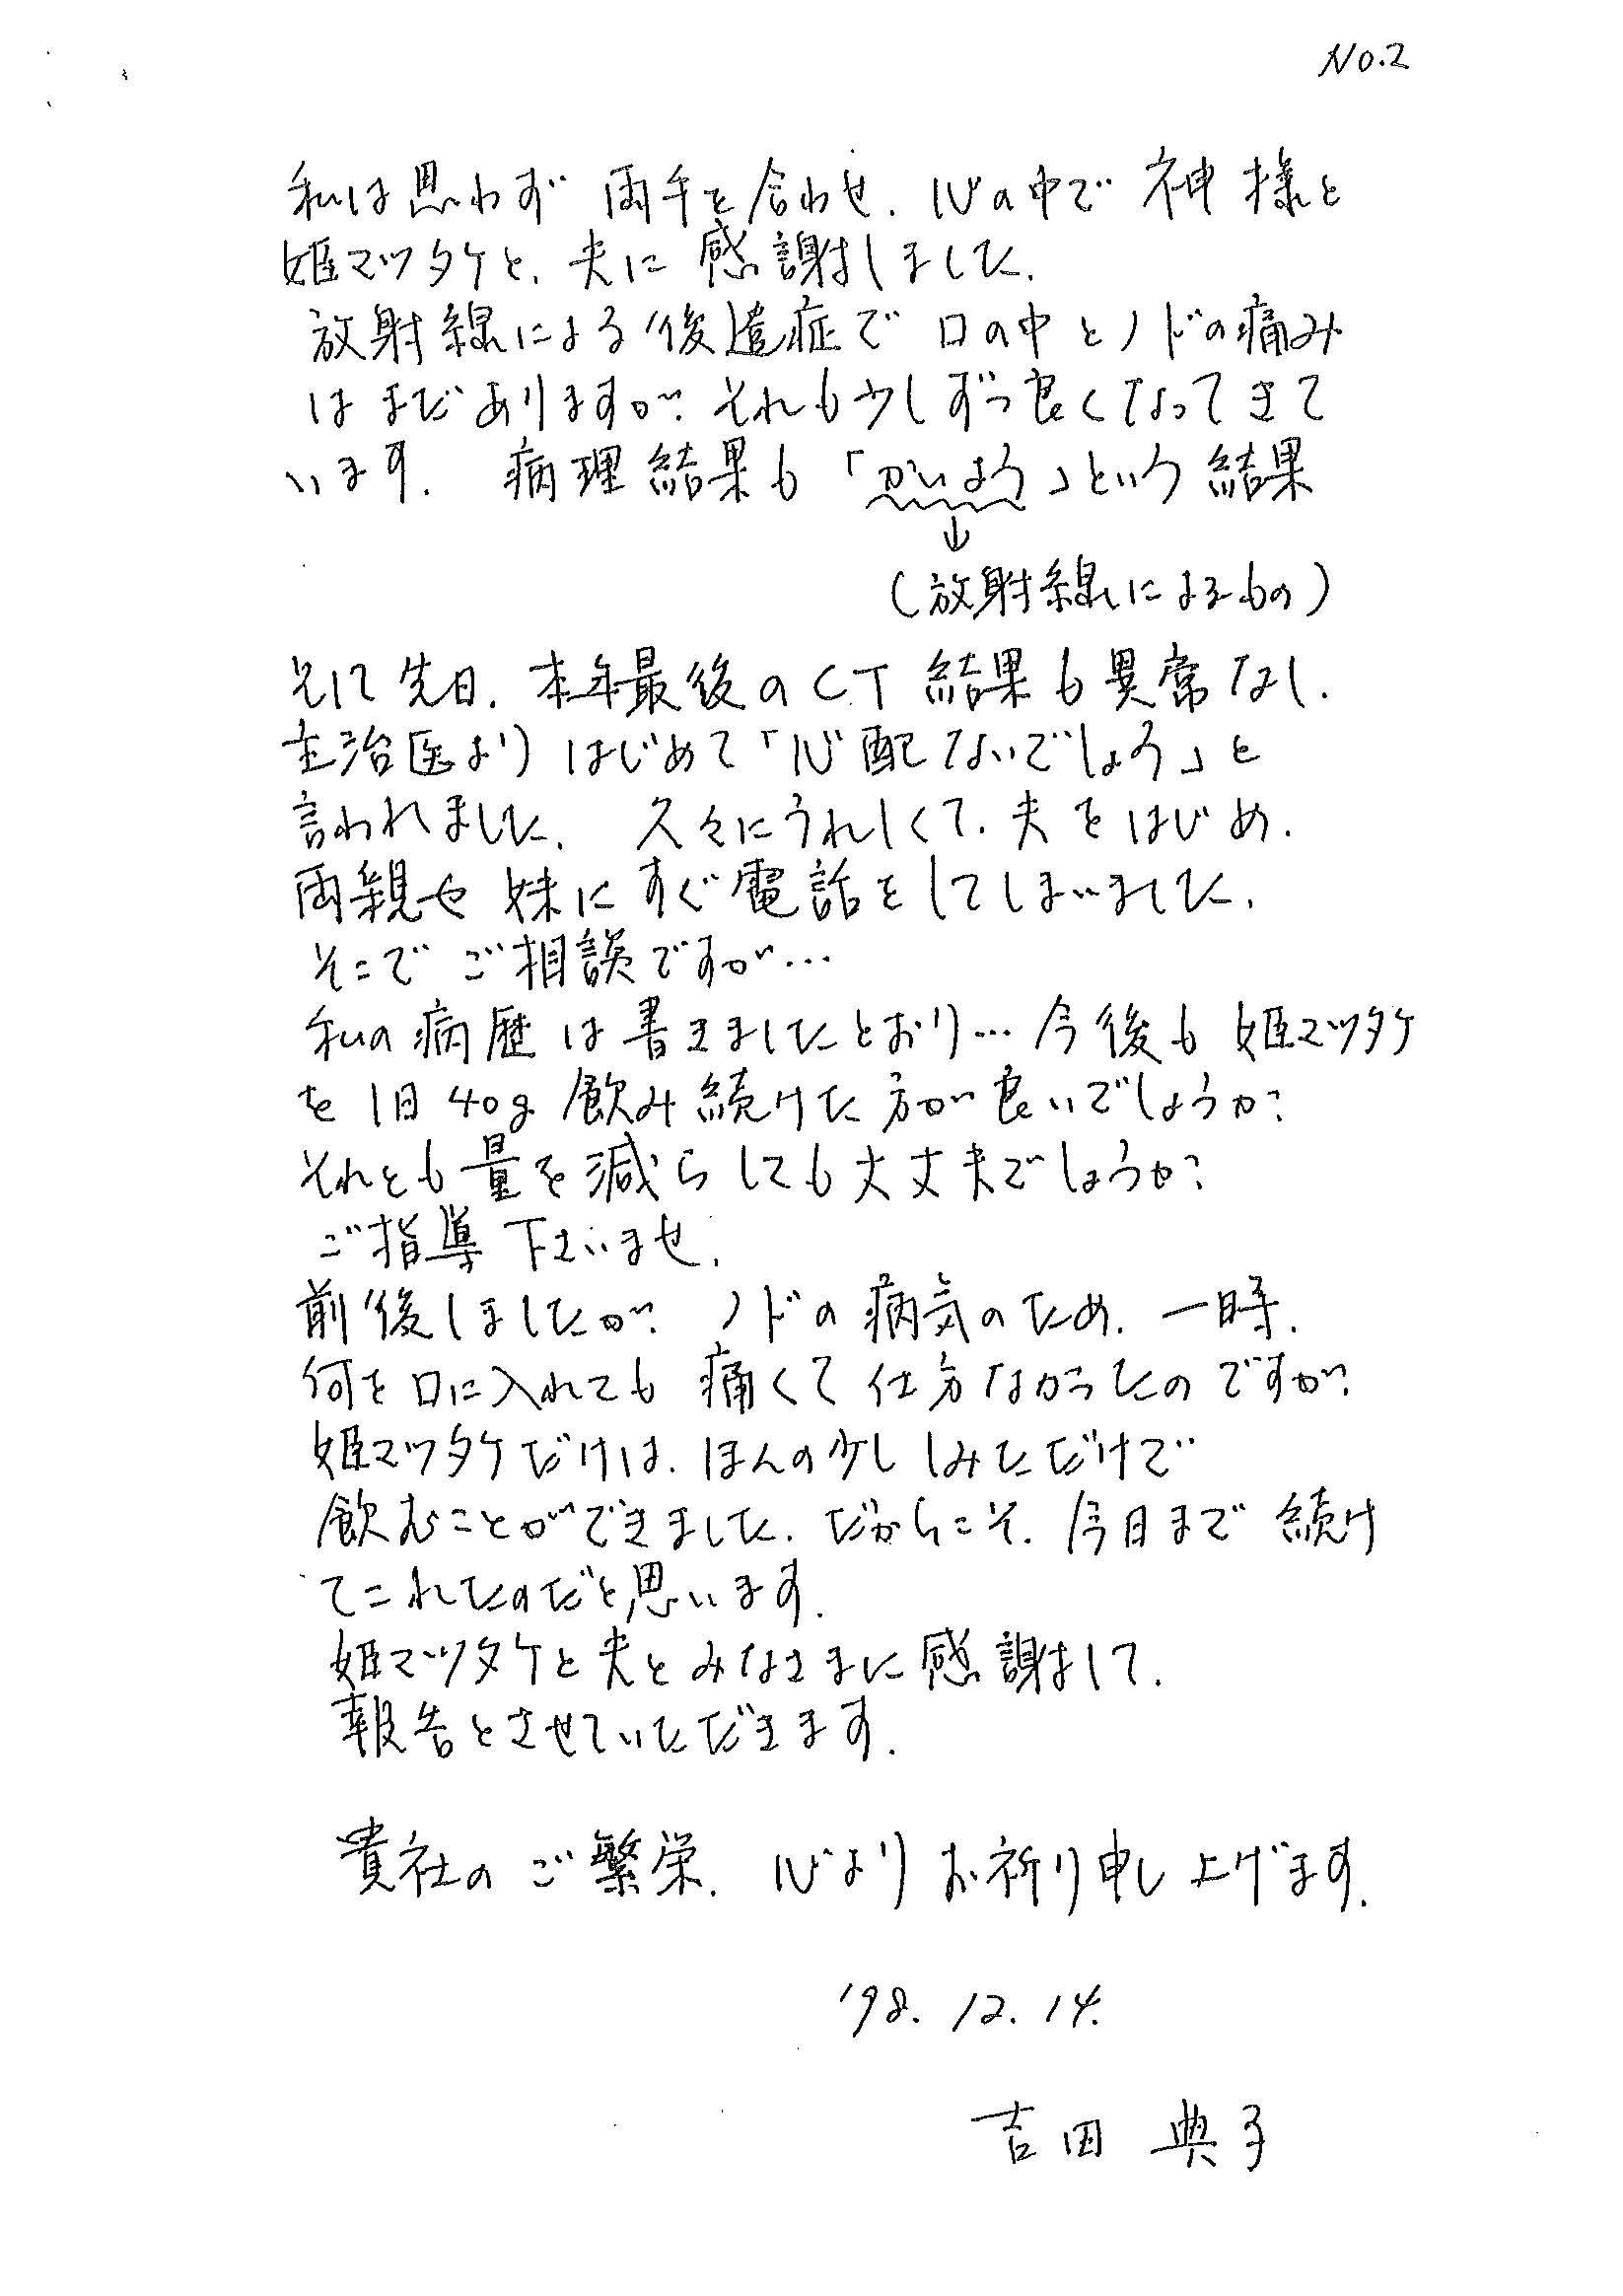 No.2
私は思わず 両手を合わせ、心の中で 神様と
姫マツタケと、夫に 感謝しました。
放射線による後遺症で 口の中とノドの痛み
はまだありますが、それも少しずつ良くなってきて
います。 病理結果も「かいよう」という結果
↓
(放射線によるもの)
そして先日、本年最後のCT結果も異常なし、
主治医より はじめて「心配ないでしょう」と
言われました。 久々にうれしくて、夫をはじめ、
両親や妹にすぐ電話をしてしまいました。
そこで ご相談ですが…
私の病歴は書きましたとおり… 今後も 姫マツタケ
を1日40g 飲み続けた方が良いでしょうか?
それとも量を減らしても大丈夫でしょうか?
ご指導下さいませ。
前後しましたが、ノドの病気のため、一時、
何を口に入れても 痛くて仕方なかったのですが、
姫マツタケだけは、ほんの少ししみただけで
飲むことができました。だからこそ、今日まで続け
てこれたのだと思います。
姫マツタケと夫とみなさまに感謝して、
報告とさせていただきます。
貴社のご繁栄、心よりお祈り申し上げます。
'98. 12. 14.
吉田 典子